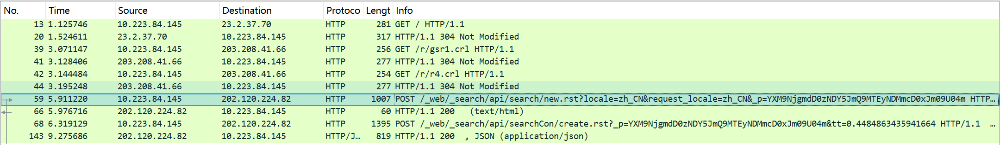 No. Time Source Destination Protoco Lengt Info
13 1.125746 10.223.84.145 23.2.37.70 HTTP 281 GET / HTTP/1.1
20 1.524611 23.2.37.70 10.223.84.145 HTTP 317 HTTP/1.1 304 Not Modified
39 3.071147 10.223.84.145 203.208.41.66 HTTP 256 GET /r/gsr1.crl HTTP/1.1
41 3.128406 203.208.41.66 10.223.84.145 HTTP 277 HTTP/1.1 304 Not Modified
42 3.144484 10.223.84.145 203.208.41.66 HTTP 254 GET /r/r4.crl HTTP/1.1
44 3.195248 203.208.41.66 10.223.84.145 HTTP 277 HTTP/1.1 304 Not Modified
59 5.911220 10.223.84.145 202.120.224.82 HTTP 1007 POST /_web/_search/api/search/new.rst?locale=zh_CN&request_locale=zh_CN&_p=YXM9NjgmdD0zNDY5JmQ9MTEyNDMmcD0xJm09U04m HTTP…
66 5.976716 202.120.224.82 10.223.84.145 HTTP 60 HTTP/1.1 200 (text/html)
68 6.319129 10.223.84.145 202.120.224.82 HTTP 1395 POST /_web/_search/api/searchCon/create.rst?_p=YXM9NjgmdD0zNDY5JmQ9MTEyNDMmcD0xJm09U04m&tt=0.4484863435941664 HTTP/1.1 …
143 9.275686 202.120.224.82 10.223.84.145 HTTP/J… 819 HTTP/1.1 200 , JSON (application/json)